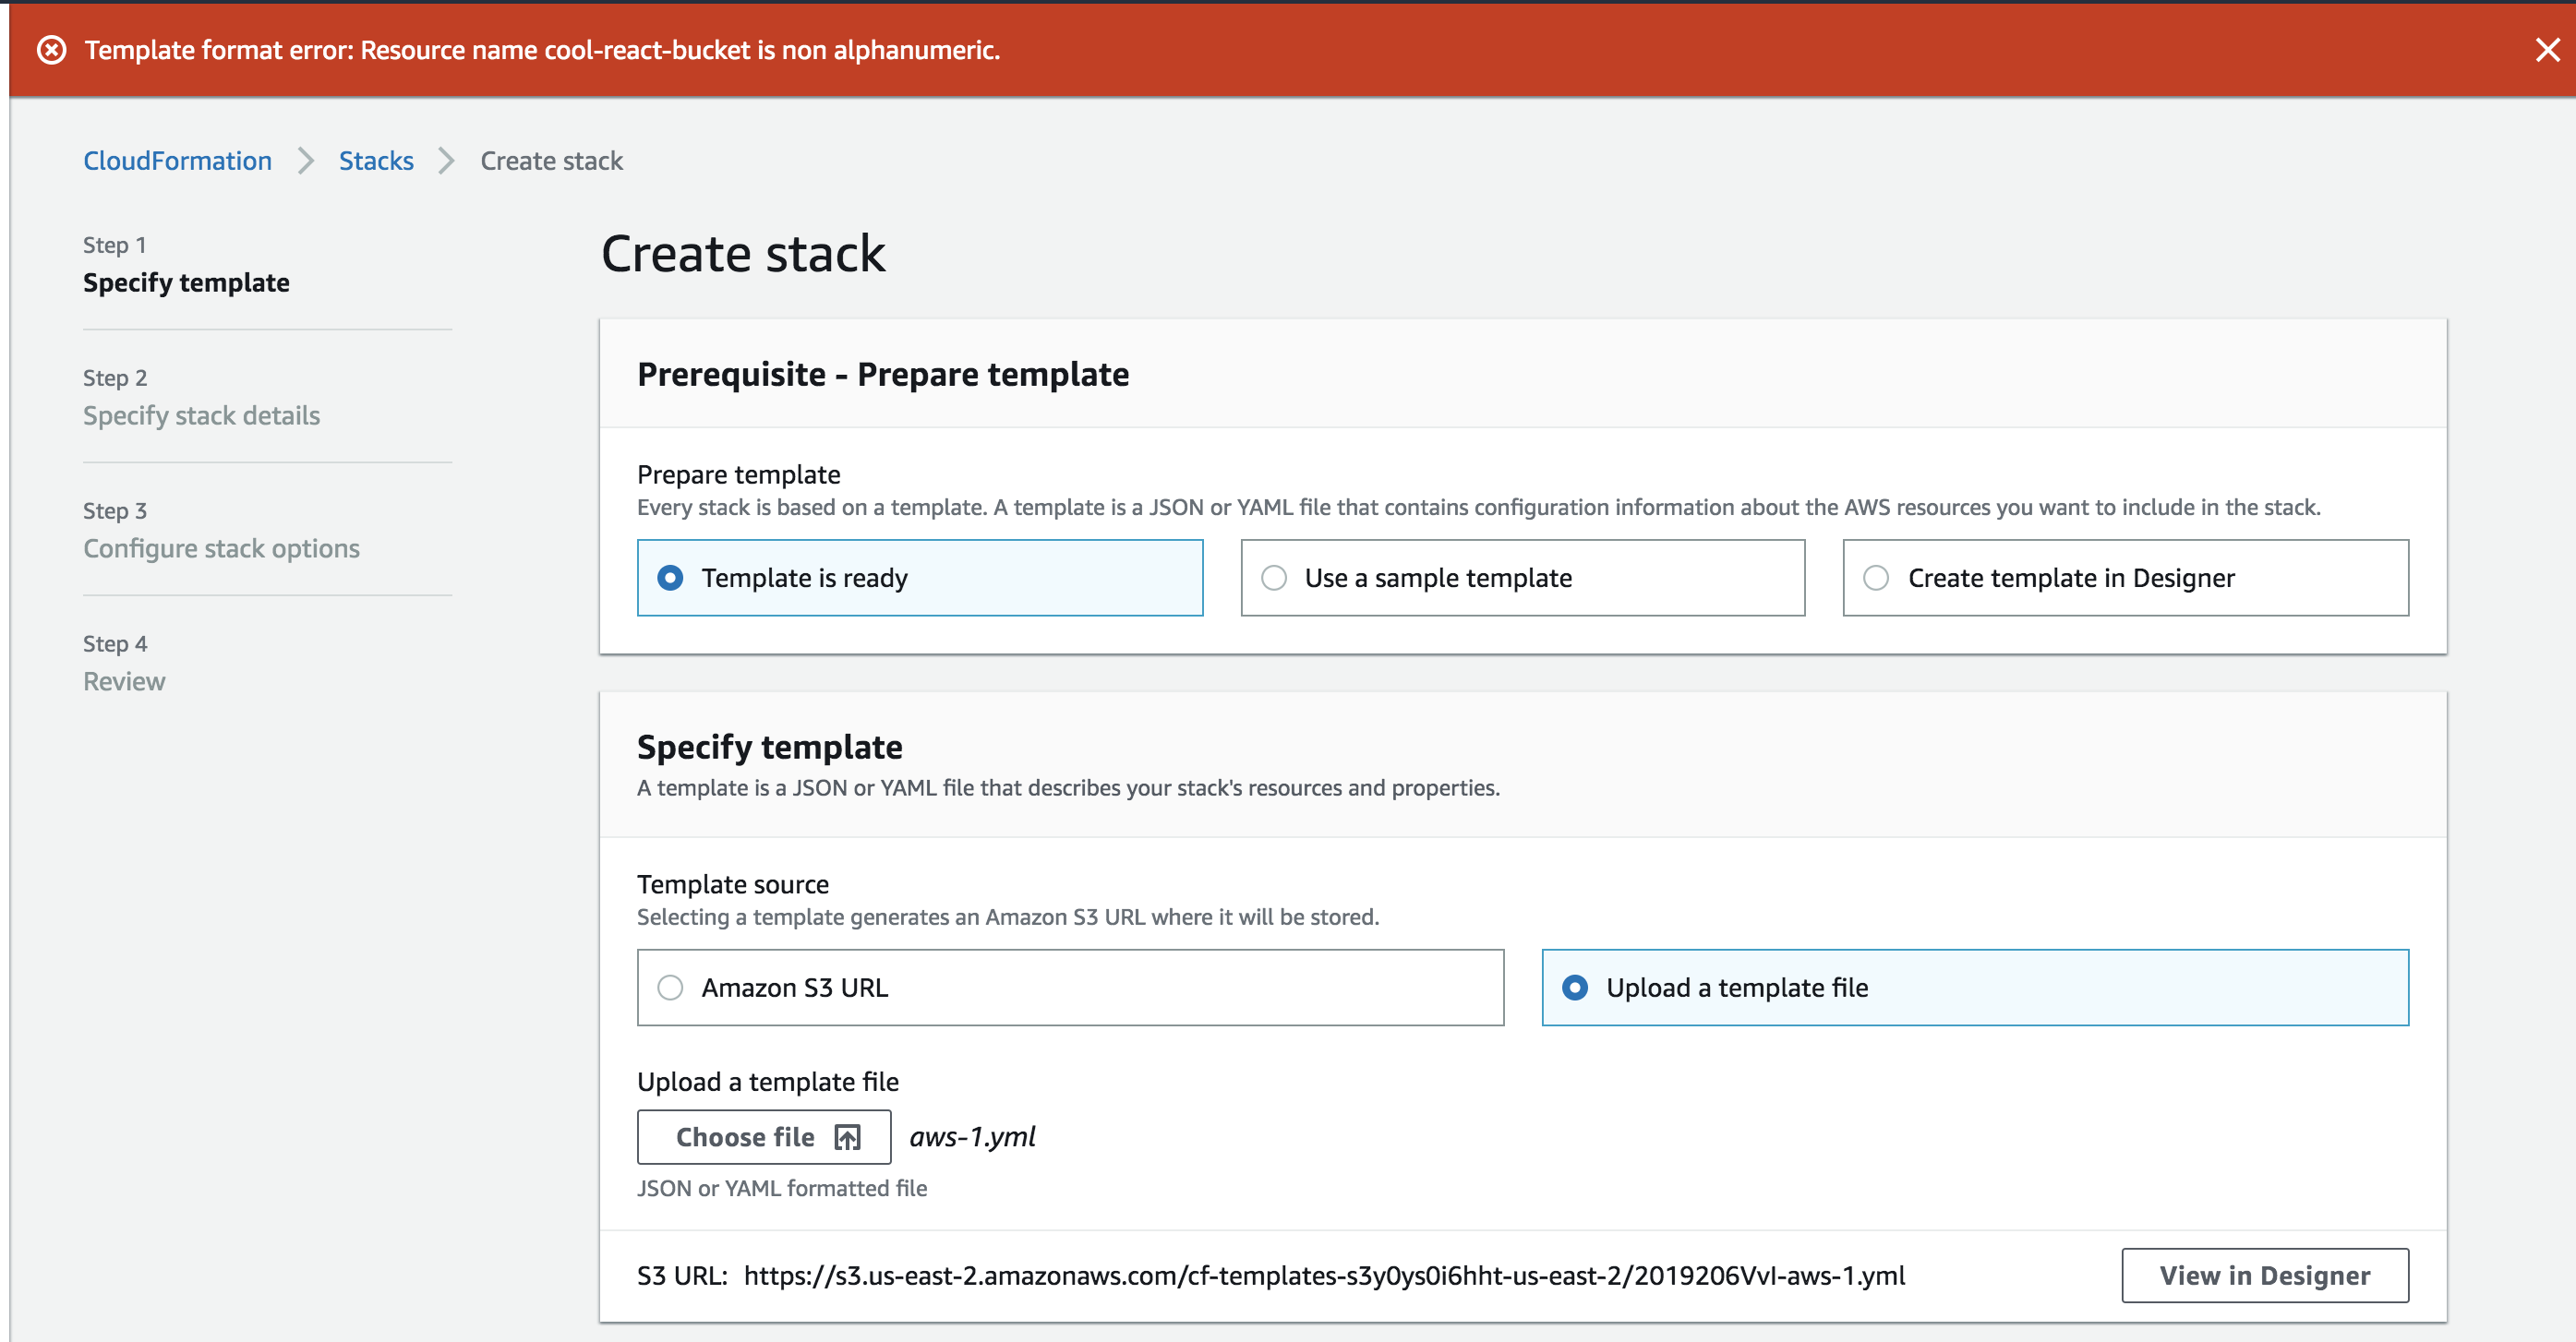 Template format error: Resource name cool-react-bucket is non alphanumeric.
CloudFormation > Stacks > Create stack
Step 1
Specify template
Step 2
Specify stack details
Step 3
Configure stack options
Step 4
Review
Create stack
Prerequisite - Prepare template
Prepare template
Every stack is based on a template. A template is a JSON or YAML file that contains configuration information about the AWS resources you want to include in the stack.
Template is ready
Use a sample template
Create template in Designer
Specify template
A template is a JSON or YAML file that describes your stack's resources and properties.
Template source
Selecting a template generates an Amazon S3 URL where it will be stored.
Amazon S3 URL
Upload a template file
Upload a template file
Choose file
aws-1.yml
JSON or YAML formatted file
S3 URL: https://s3.us-east-2.amazonaws.com/cf-templates-s3y0ys0i6hht-us-east-2/2019206VvI-aws-1.yml
View in Designer